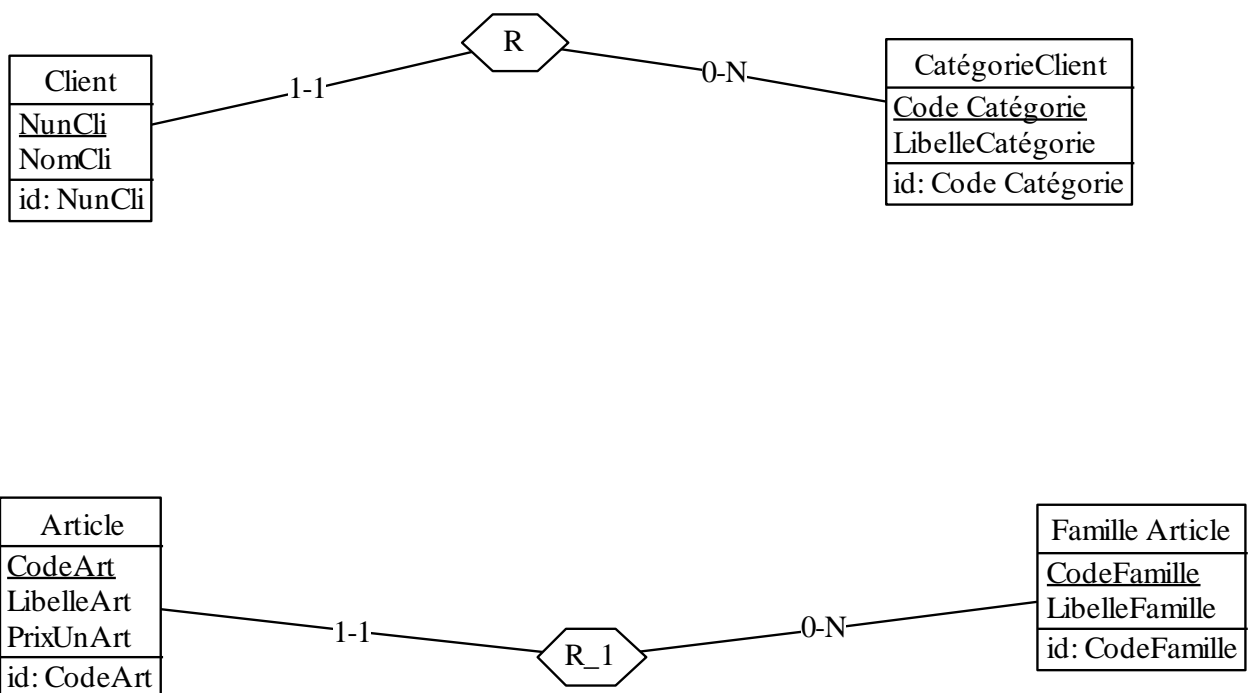 R
Client
NunCli
NomCli
id: NunCli
1-1
0-N
CatégorieClient
Code Catégorie
LibelleCatégorie
id: Code Catégorie
Article
CodeArt
LibelleArt
PrixUnArt
id: CodeArt
1-1
R_1
0-N
Famille Article
CodeFamille
LibelleFamille
id: CodeFamille